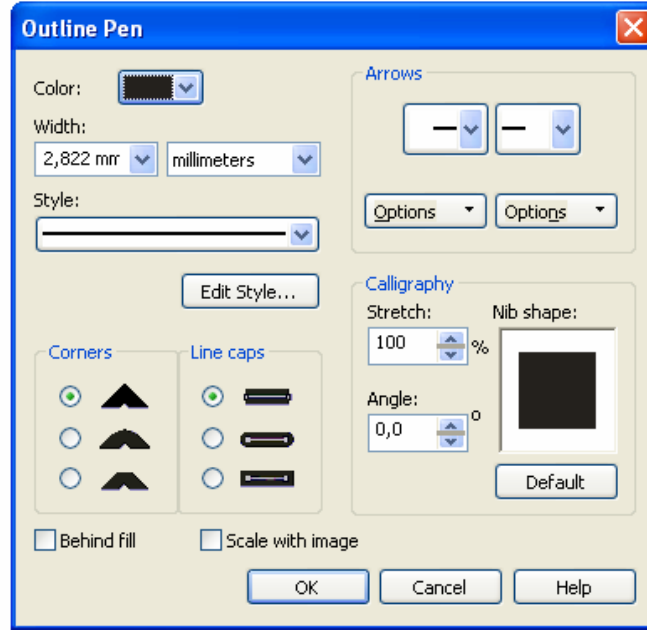 Outline Pen
Color:
Width:
2,822 mm
millimeters
Style:
Edit Style...
Corners
Line caps
Behind fill
Scale with image
Arrows
Options
Options
Calligraphy
Stretch:
100
%
Angle:
0,0
o
Nib shape:
Default
OK
Cancel
Help